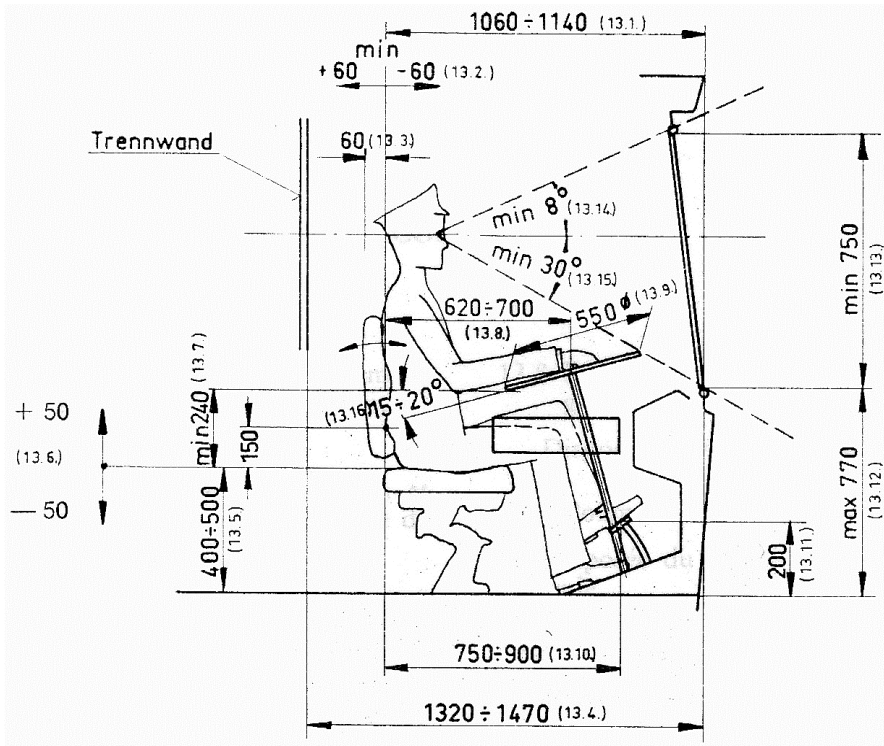 1060÷1140 (13.1.)
min
+60 -60 (13.2.)
Trennwand
60 (13.3.)
min 8° (13.14.)
min 30° (13.15.)
min 750 (13.13.)
620÷700 (13.8.)
550 ø (13.9.)
min240 (13.7.)
(13.16.) 15÷20°
+ 50
(13.6.)
— 50
150
400÷500 (13.5.)
max 770 (13.12.)
200 (13.11.)
750÷900 (13.10.)
1320÷1470 (13.4.)